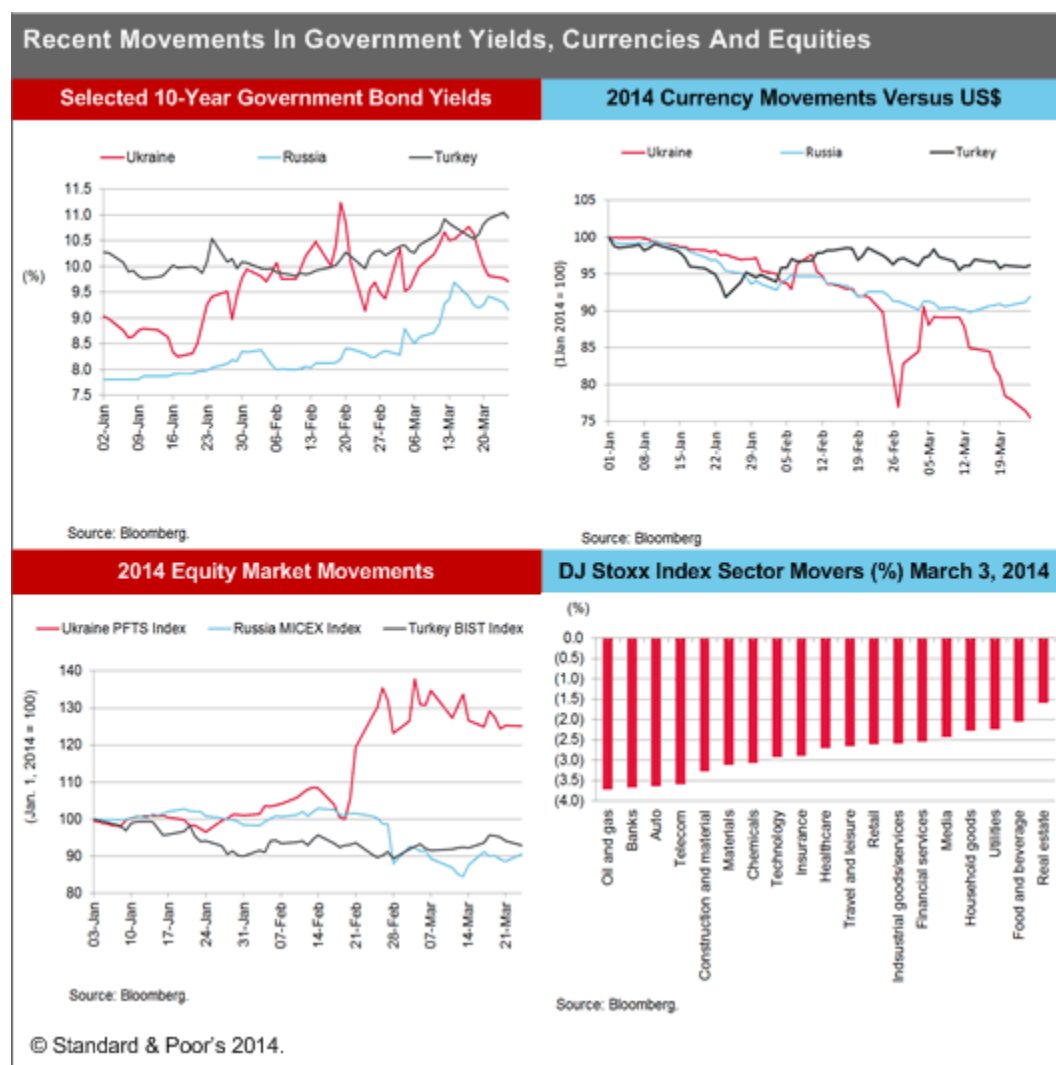 Recent Movements In Government Yields, Currencies And Equities
Selected 10-Year Government Bond Yields
Ukraine Russia Turkey
(%)
11.5
11.0
10.5
10.0
9.5
9.0
8.5
8.0
7.5
02-Jan 09-Jan 16-Jan 23-Jan 30-Jan 06-Feb 13-Feb 20-Feb 27-Feb 06-Mar 13-Mar 20-Mar
Source: Bloomberg.
2014 Currency Movements Versus US$
Ukraine Russia Turkey
(1Jan 2014 = 100)
105
100
95
90
85
80
75
01-Jan 08-Jan 15-Jan 22-Jan 29-Jan 05-Feb 12-Feb 19-Feb 26-Feb 05-Mar 12-Mar 19-Mar
Source: Bloomberg
2014 Equity Market Movements
Ukraine PFTS Index Russia MICEX Index Turkey BIST Index
(Jan. 1, 2014 = 100)
140
130
120
110
100
90
80
03-Jan 10-Jan 17-Jan 24-Jan 31-Jan 07-Feb 14-Feb 21-Feb 28-Feb 07-Mar 14-Mar 21-Mar
Source: Bloomberg.
DJ Stoxx Index Sector Movers (%) March 3, 2014
(%)
0.0
(0.5)
(1.0)
(1.5)
(2.0)
(2.5)
(3.0)
(3.5)
(4.0)
Oil and gas
Banks
Auto
Telecom
Construction and material
Materials
Chemicals
Technology
Insurance
Healthcare
Travel and leisure
Retail
Indsustrial goods/services
Financial services
Media
Household goods
Utilities
Food and beverage
Real estate
Source: Bloomberg.
© Standard & Poor's 2014.